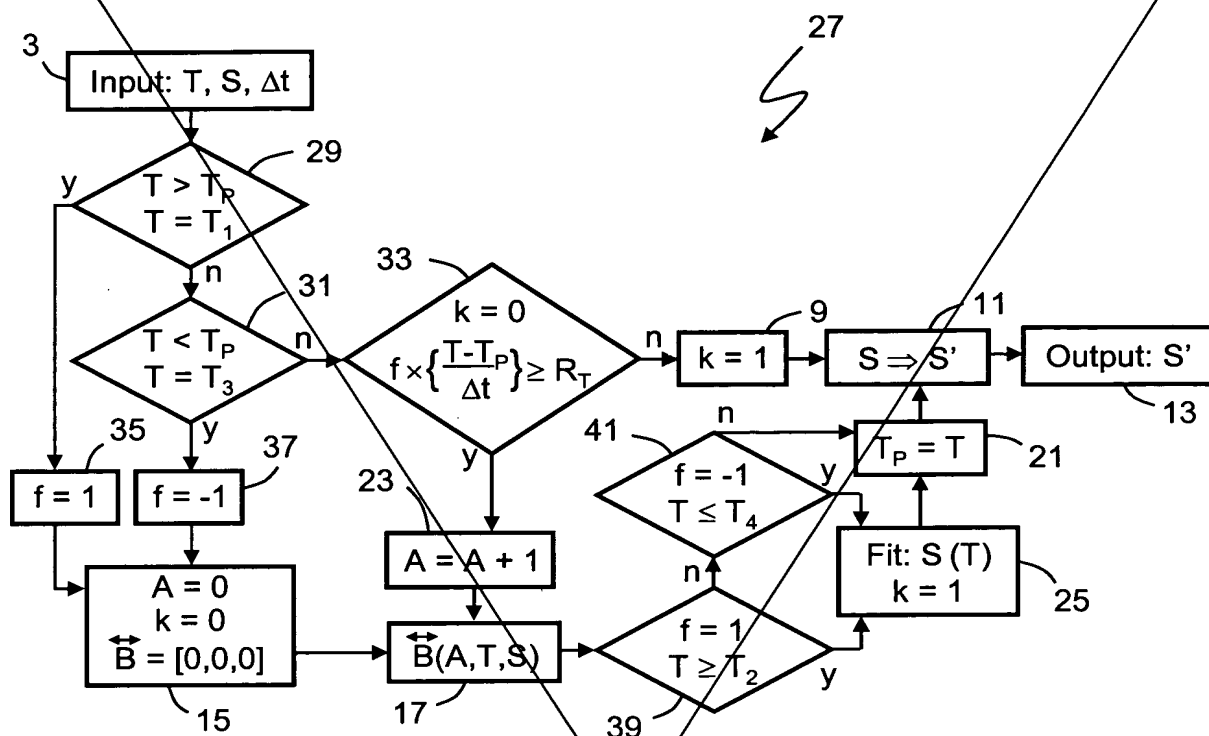 27
3
Input: T, S, Δt
29
y
T > T_P
T = T_1
n
31
T < T_P
T = T_3
n
y
33
k = 0
f × {T-T_P / Δt} ≥ R_T
n
y
9
k = 1
11
S ⇒ S'
Output: S'
13
35
f = 1
37
f = -1
23
A = A + 1
41
f = -1
T ≤ T_4
n
y
T_P = T
21
Fit: S (T)
k = 1
25
A = 0
k = 0
B⃡ = [0,0,0]
15
B⃡(A,T,S)
17
n
f = 1
T ≥ T_2
y
39